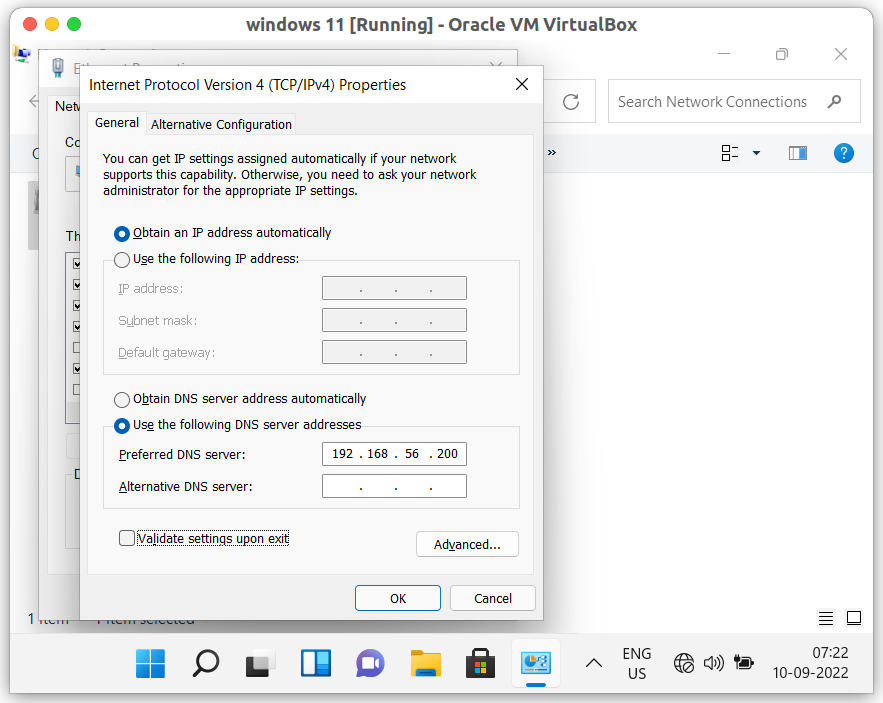 windows 11 [Running] - Oracle VM VirtualBox
Internet Protocol Version 4 (TCP/IPv4) Properties
Search Network Connections
General
Alternative Configuration
You can get IP settings assigned automatically if your network
supports this capability. Otherwise, you need to ask your network
administrator for the appropriate IP settings.
Obtain an IP address automatically
Use the following IP address:
IP address:
Subnet mask:
Default gateway:
Obtain DNS server address automatically
Use the following DNS server addresses
Preferred DNS server:
192 . 168 . 56 . 200
Alternative DNS server:
Validate settings upon exit
Advanced...
OK
Cancel
1 item
1 item selected
ENG
US
07:22
10-09-2022